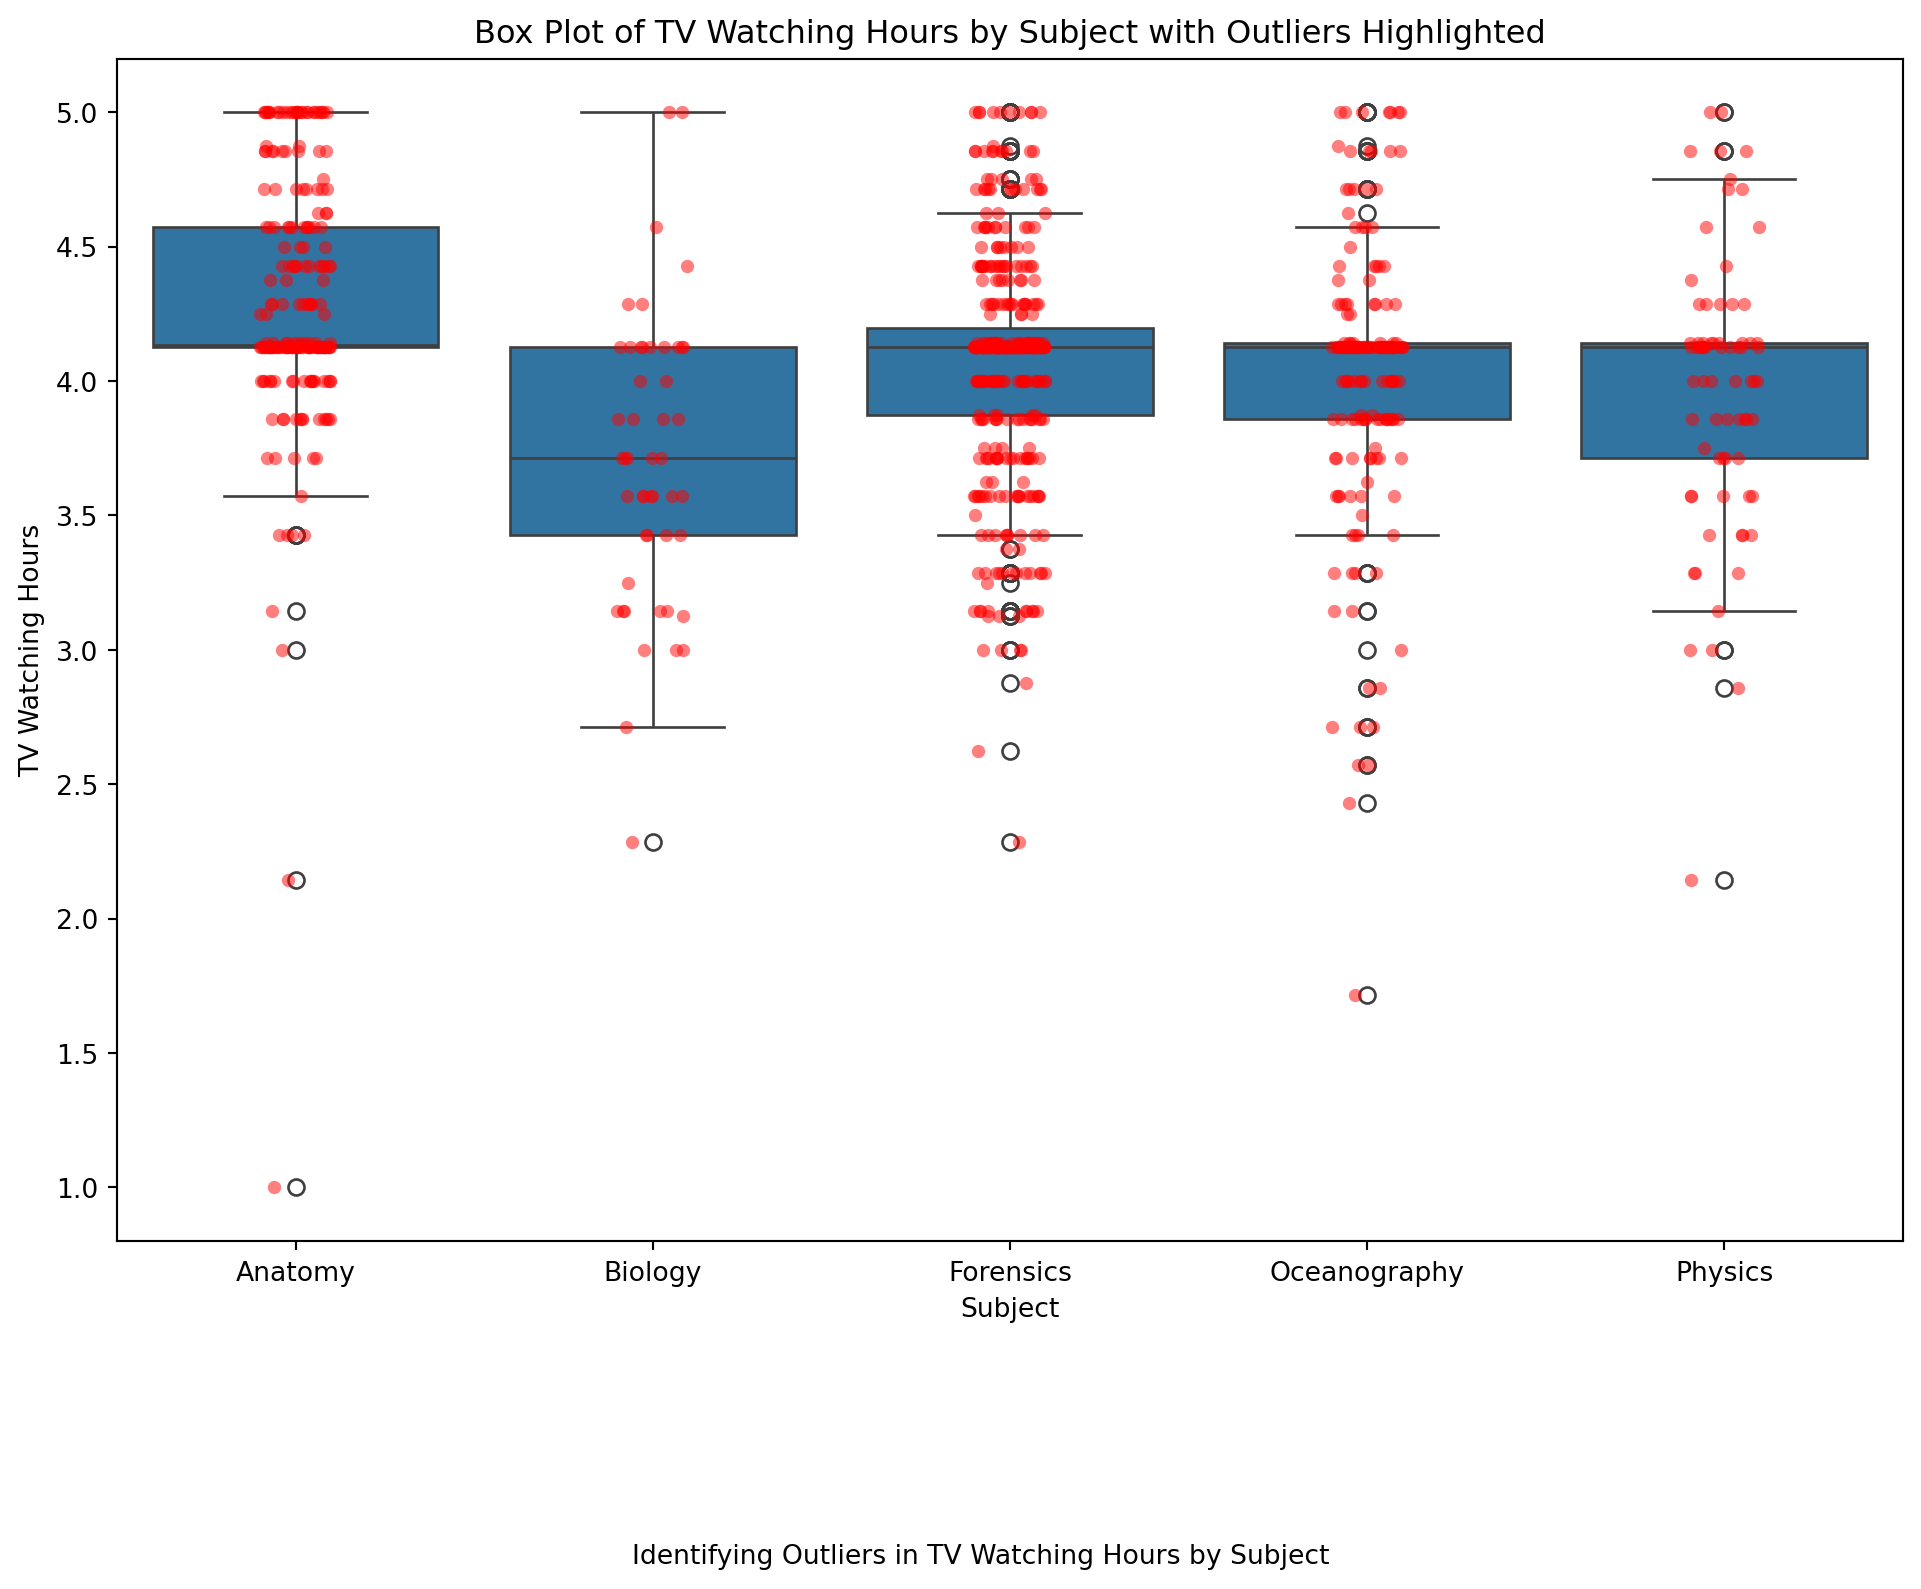 Box Plot of TV Watching Hours by Subject with Outliers Highlighted
5.0
4.5
4.0
3.5
3.0
2.5
2.0
1.5
1.0
TV Watching Hours
Anatomy Biology Forensics Oceanography Physics
Subject
Identifying Outliers in TV Watching Hours by Subject